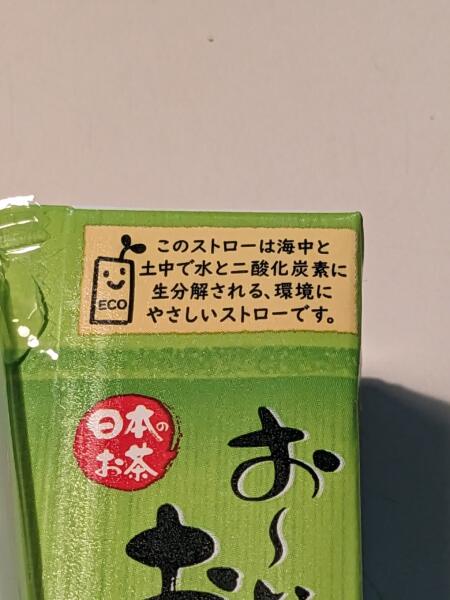 このストローは海中と
土中で水と二酸化炭素に
生分解される、環境に
やさしいストローです。
ECO
日本の
お茶
お〜
お